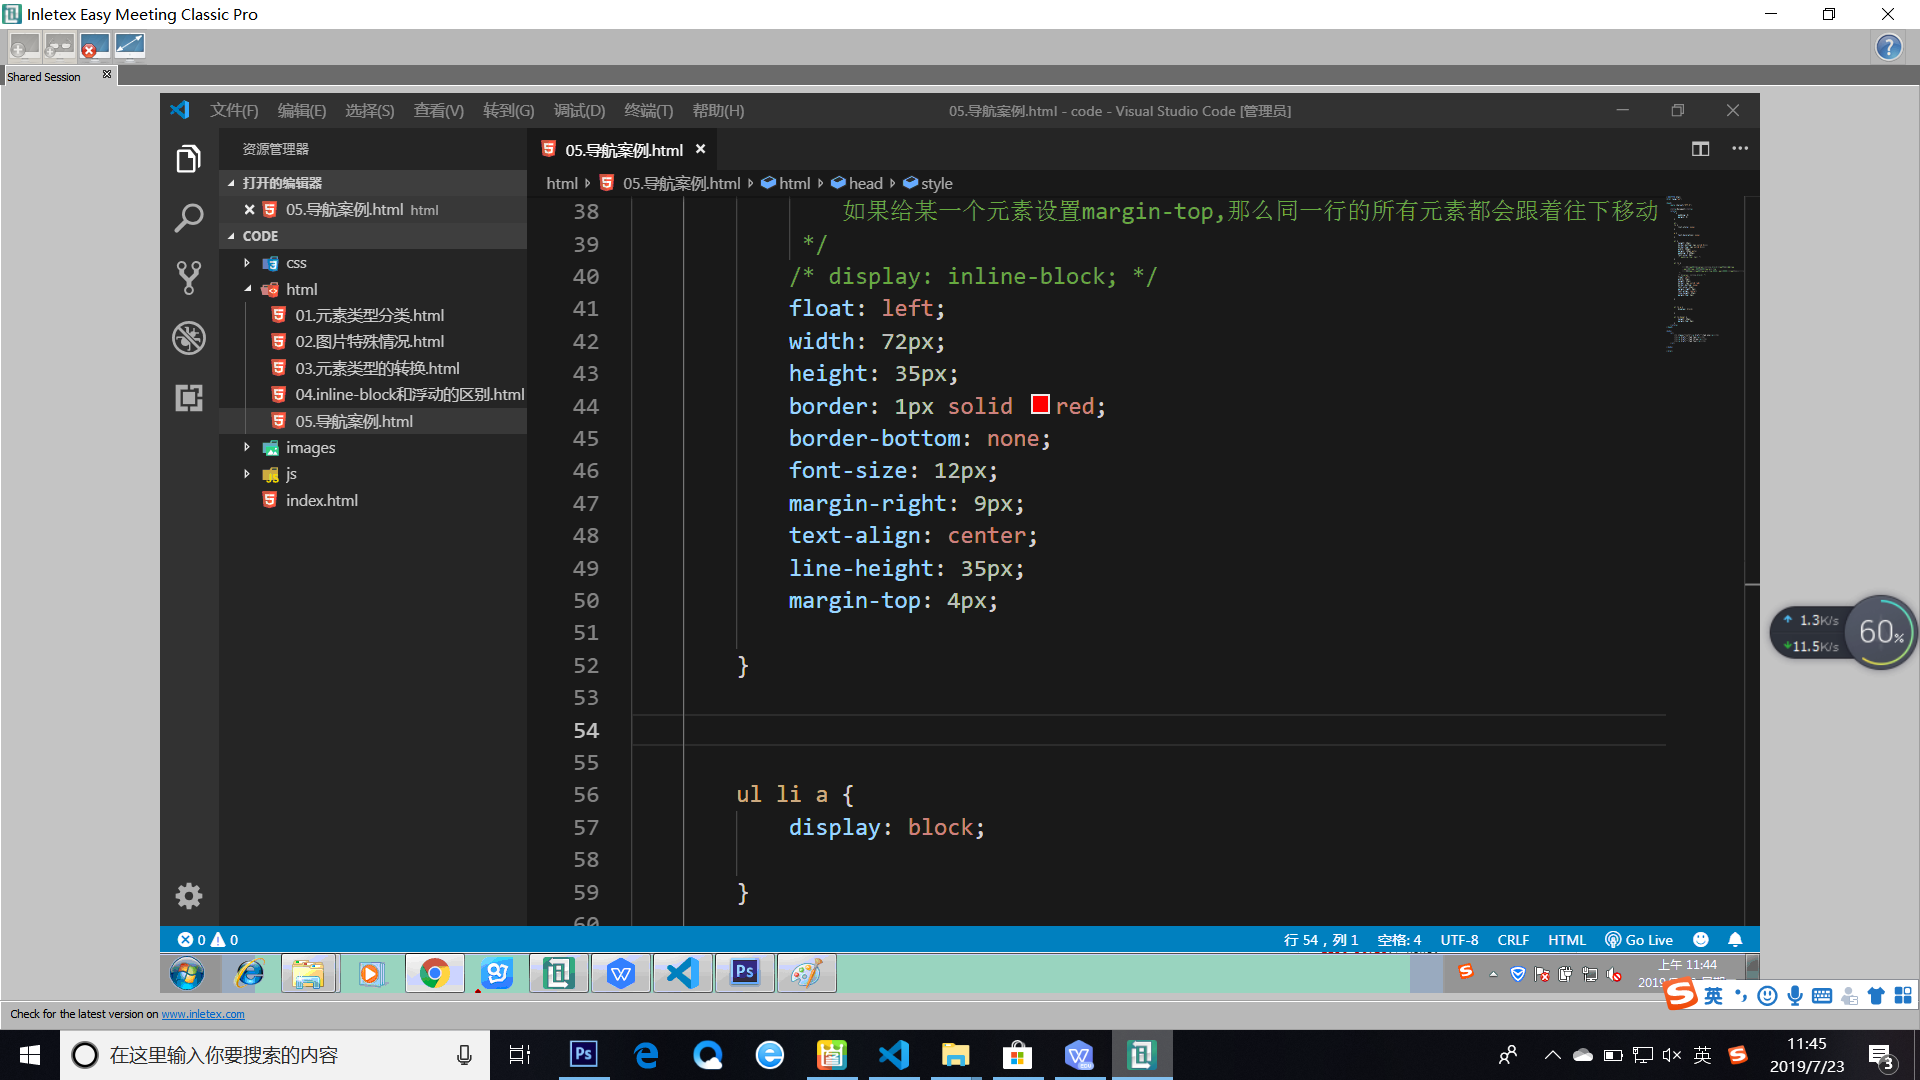 Inletex Easy Meeting Classic Pro
Shared Session
文件(F) 编辑(E) 选择(S) 查看(V) 转到(G) 调试(D) 终端(T) 帮助(H)
05.导航案例.html - code - Visual Studio Code [管理员]
资源管理器
打开的编辑器
05.导航案例.html html
CODE
css
html
01.元素类型分类.html
02.图片特殊情况.html
03.元素类型的转换.html
04.inline-block和浮动的区别.html
05.导航案例.html
images
js
index.html
05.导航案例.html
html 05.导航案例.html html head style
38 如果给某一个元素设置margin-top,那么同一行的所有元素都会跟着往下移动
39 */
40 /* display: inline-block; */
41 float: left;
42 width: 72px;
43 height: 35px;
44 border: 1px solid red;
45 border-bottom: none;
46 font-size: 12px;
47 margin-right: 9px;
48 text-align: center;
49 line-height: 35px;
50 margin-top: 4px;
51
52 }
53
54
55
56 ul li a {
57 display: block;
58
59 }
60
1.3K/s
11.5K/s
60%
0 0
行 54，列 1 空格: 4 UTF-8 CRLF HTML Go Live
上午 11:44
英
Check for the latest version on www.inletex.com
在这里输入你要搜索的内容
英
11:45
2019/7/23
3